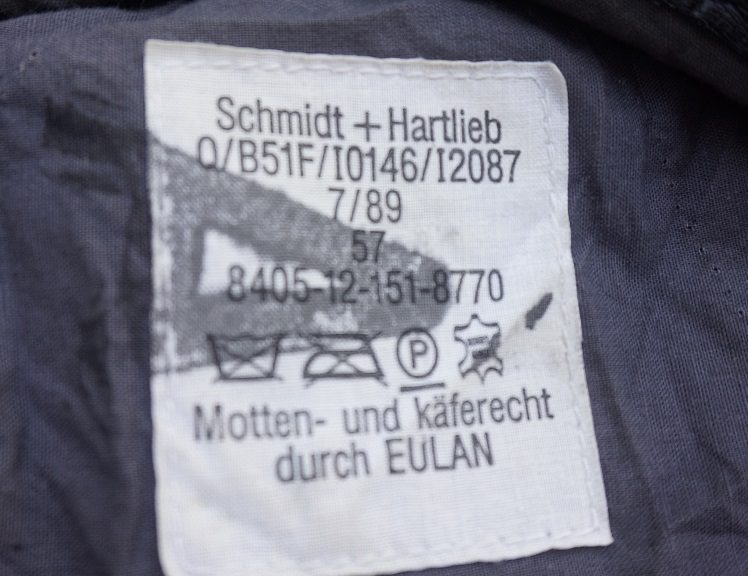 Schmidt + Hartlieb
Q/B51F/I0146/I2087
7/89
57
8405-12-151-8770
P
Motten- und käferecht
durch EULAN